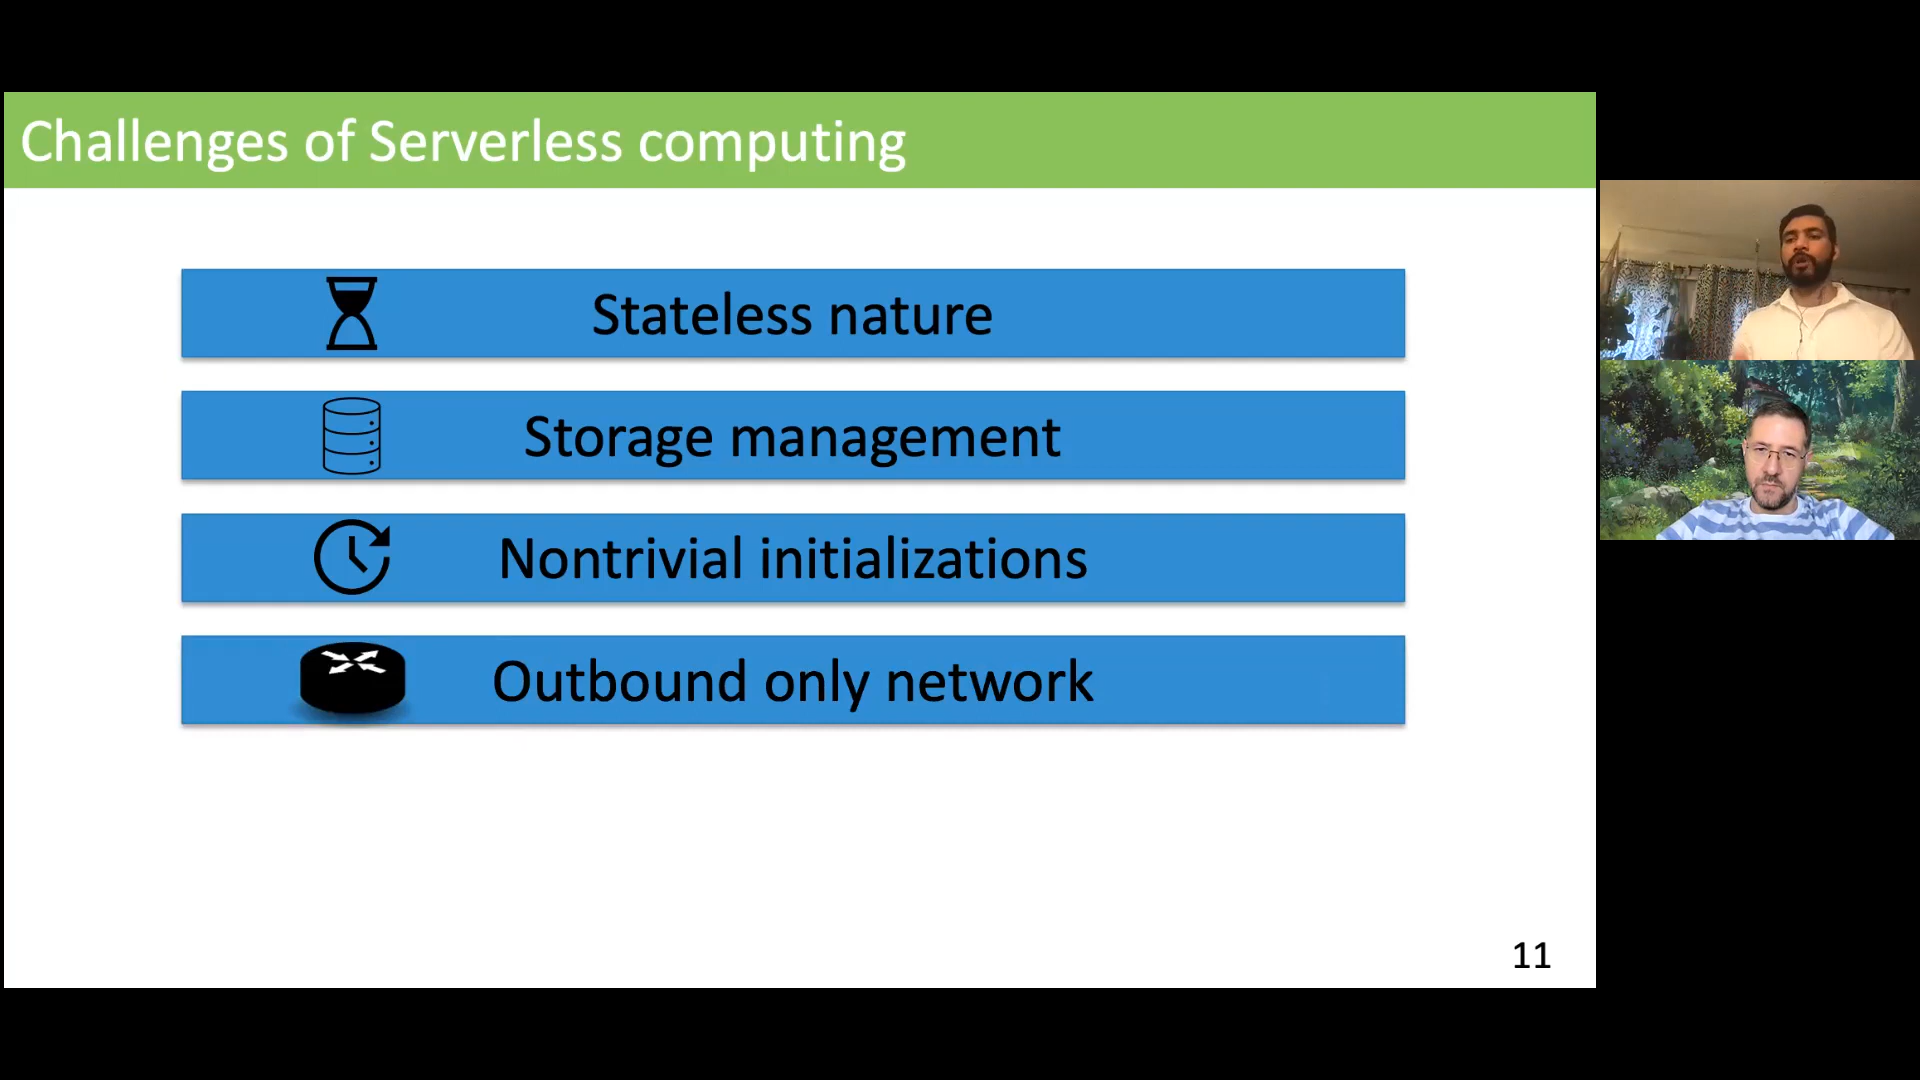 Challenges of Serverless computing
Stateless nature
Storage management
Nontrivial initializations
Outbound only network
11